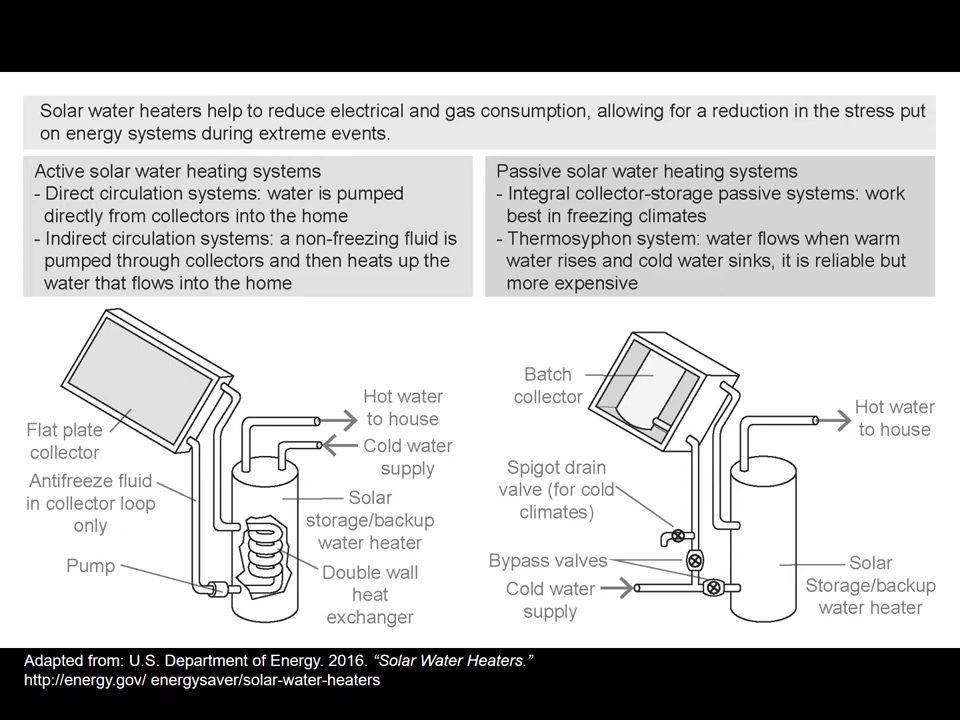 Solar water heaters help to reduce electrical and gas consumption, allowing for a reduction in the stress put
on energy systems during extreme events.
Active solar water heating systems
- Direct circulation systems: water is pumped
directly from collectors into the home
- Indirect circulation systems: a non-freezing fluid is
pumped through collectors and then heats up the
water that flows into the home
Passive solar water heating systems
- Integral collector-storage passive systems: work
best in freezing climates
- Thermosyphon system: water flows when warm
water rises and cold water sinks, it is reliable but
more expensive
Flat plate
collector
Antifreeze fluid
in collector loop
only
Pump
Hot water
to house
Cold water
supply
Solar
storage/backup
water heater
Double wall
heat
exchanger
Batch
collector
Spigot drain
valve (for cold
climates)
Bypass valves
Cold water
supply
Hot water
to house
Solar
Storage/backup
water heater
Adapted from: U.S. Department of Energy. 2016. “Solar Water Heaters.”
http://energy.gov/ energysaver/solar-water-heaters